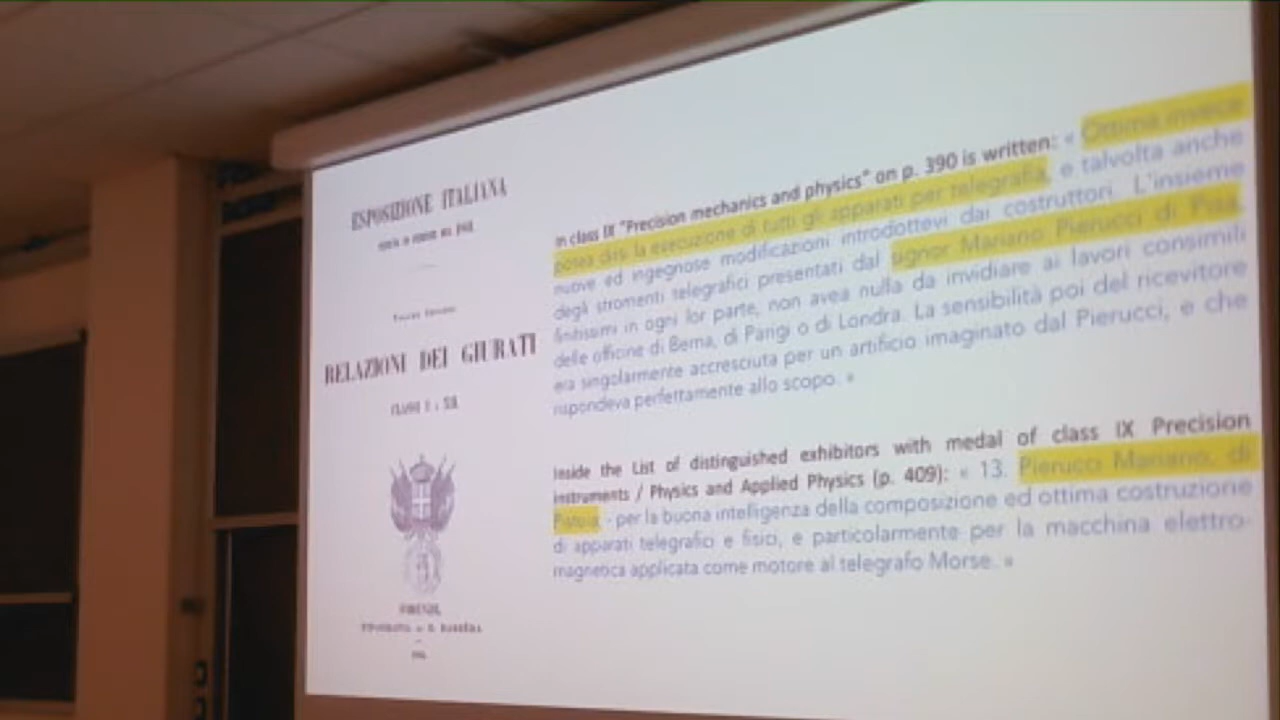 ESPOSIZIONE ITALIANA
RELAZIONI DEI GIURATI
FIRENZE,
In class IX "Precision mechanics and physics" on p. 390 is written: « Ottima invece
potea dirsi la esecuzione di tutti gli apparati per telegrafia, e talvolta anche
nuove ed ingegnose modificazioni introdottevi dai costruttori. L'insieme
degli stromenti telegrafici presentati dal signor Mariano Pierucci di Pisa,
finitissimi in ogni lor parte, non avea nulla da invidiare ai lavori consimili
delle officine di Berna, di Parigi o di Londra. La sensibilità poi del ricevitore
era singolarmente accresciuta per un artificio imaginato dal Pierucci, e che
rispondeva perfettamente allo scopo. »
Inside the List of distinguished exhibitors with medal of class IX Precision
instruments / Physics and Applied Physics (p. 409): « 13. Pierucci Mariano, di
- per la buona intelligenza della composizione ed ottima costruzione
di apparati telegrafici e fisici, e particolarmente per la macchina elettro-
magnetica applicata come motore al telegrafo Morse. »